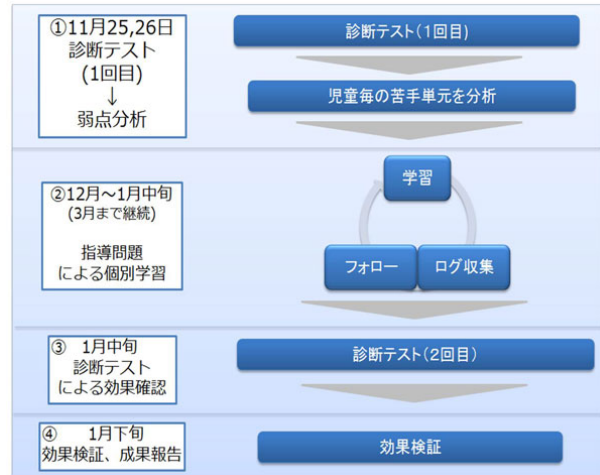 ①11月25,26日
診断テスト
(1回目)
↓
弱点分析
診断テスト(1回目)
児童毎の苦手単元を分析
②12月～1月中旬
(3月まで継続)
指導問題
による個別学習
学習
フォロー
ログ収集
③ 1月中旬
診断テスト
による効果確認
診断テスト(2回目)
④ 1月下旬
効果検証、成果報告
効果検証